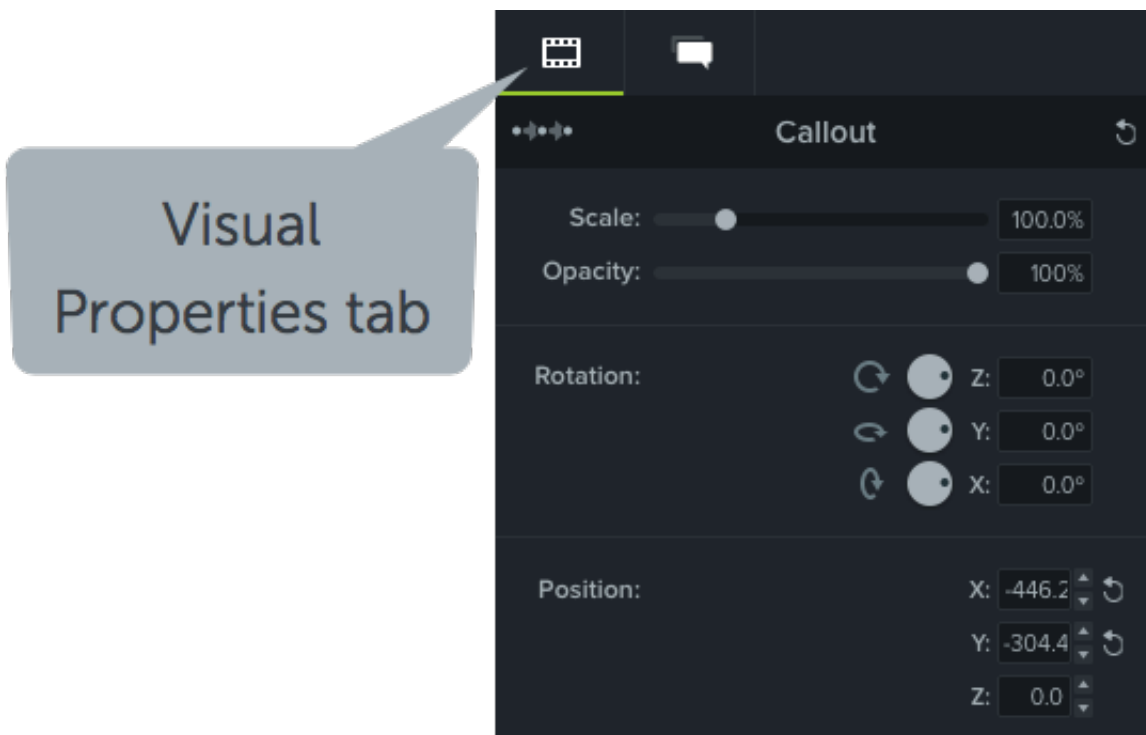 Visual
Properties tab
Callout
Scale: 100.0%
Opacity: 100%
Rotation: Z: 0.0°
Y: 0.0°
X: 0.0°
Position: X: -446.2
Y: -304.4
Z: 0.0